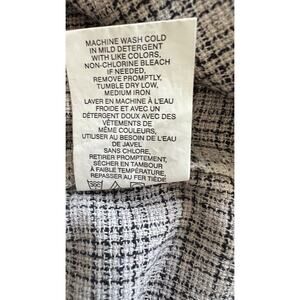 MACHINE WASH COLD
IN MILD DETERGENT
WITH LIKE COLORS,
NON-CHLORINE BLEACH
IF NEEDED,
REMOVE PROMPTLY,
TUMBLE DRY LOW,
MEDIUM IRON
LAVER EN MACHINE À L'EAU
FROIDE ET AVEC UN
DÉTERGENT DOUX AVEC DES
VÊTEMENTS DE
MÊME COULEURS,
UTILISER AU BESOIN DE L'EAU
DE JAVEL
SANS CHLORE,
RETIRER PROMPTEMENT,
SÉCHER EN TAMBOUR
À FAIBLE TEMPÉRATURE,
REPASSER AU FER TIÈDE